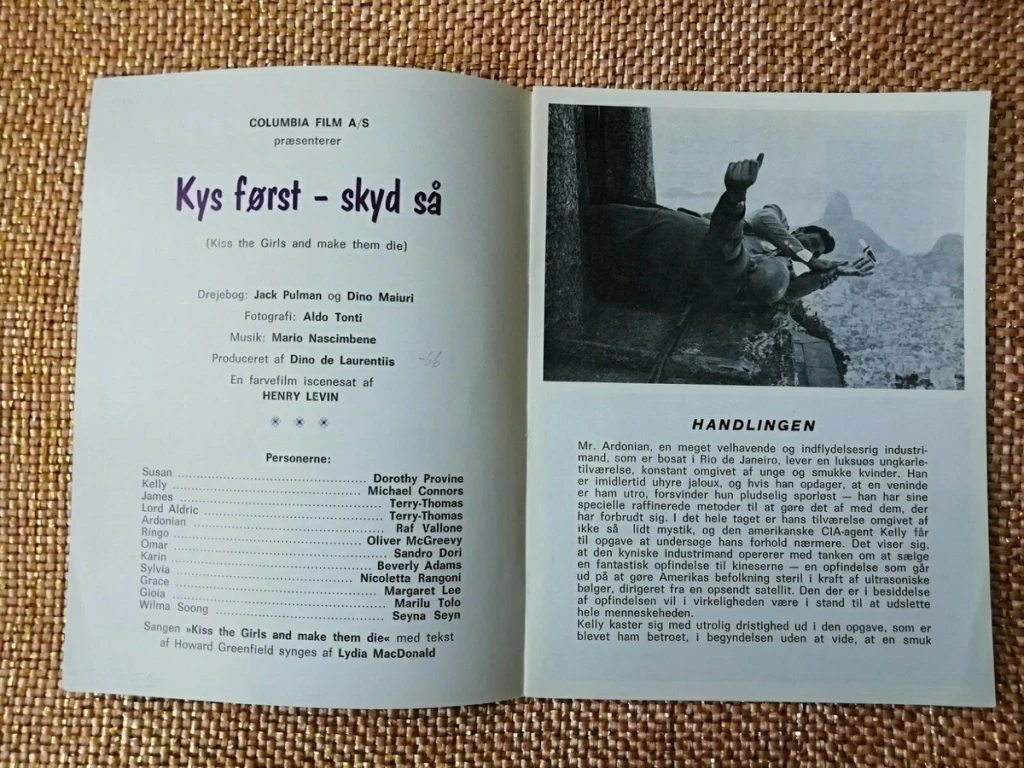 COLUMBIA FILM A/S
præsenterer
Kys først - skyd så
(Kiss the Girls and make them die)
Drejebog: Jack Pulman og Dino Maiuri
Fotografi: Aldo Tonti
Musik: Mario Nascimbene
Produceret af Dino de Laurentiis -66
En farvefilm iscenesat af
HENRY LEVIN
Personerne:
Susan ........ Dorothy Provine
Kelly ........ Michael Connors
James ........ Terry-Thomas
Lord Aldric ........ Terry-Thomas
Ardonian ........ Raf Vallone
Ringo ........ Oliver McGreevy
Omar ........ Sandro Dori
Karin ........ Beverly Adams
Sylvia ........ Nicoletta Rangoni
Grace ........ Margaret Lee
Gioia ........ Marilu Tolo
Wilma Soong ........ Seyna Seyn
Sangen »Kiss the Girls and make them die« med tekst
af Howard Greenfield synges af Lydia MacDonald
HANDLINGEN
Mr. Ardonian, en meget velhavende og indflydelsesrig industri-
mand, som er bosat i Rio de Janeiro, lever en luksuøs ungkarle-
tilværelse, konstant omgivet af unge og smukke kvinder. Han
er imidlertid uhyre jaloux, og hvis han opdager, at en veninde
er ham utro, forsvinder hun pludselig sporløst — han har sine
specielle raffinerede metoder til at gøre det af med dem, der
har forbrudt sig. I det hele taget er hans tilværelse omgivet af
ikke så lidt mystik, og den amerikanske CIA-agent Kelly får
til opgave at undersøge hans forhold nærmere. Det viser sig,
at den kyniske industrimand opererer med tanken om at sælge
en fantastisk opfindelse til kineserne — en opfindelse som går
ud på at gøre Amerikas befolkning steril i kraft af ultrasoniske
bølger, dirigeret fra en opsendt satellit. Den der er i besiddelse
af opfindelsen vil i virkeligheden være i stand til at udslette
hele menneskeheden.
Kelly kaster sig med utrolig dristighed ud i den opgave, som er
blevet ham betroet, i begyndelsen uden at vide, at en smuk